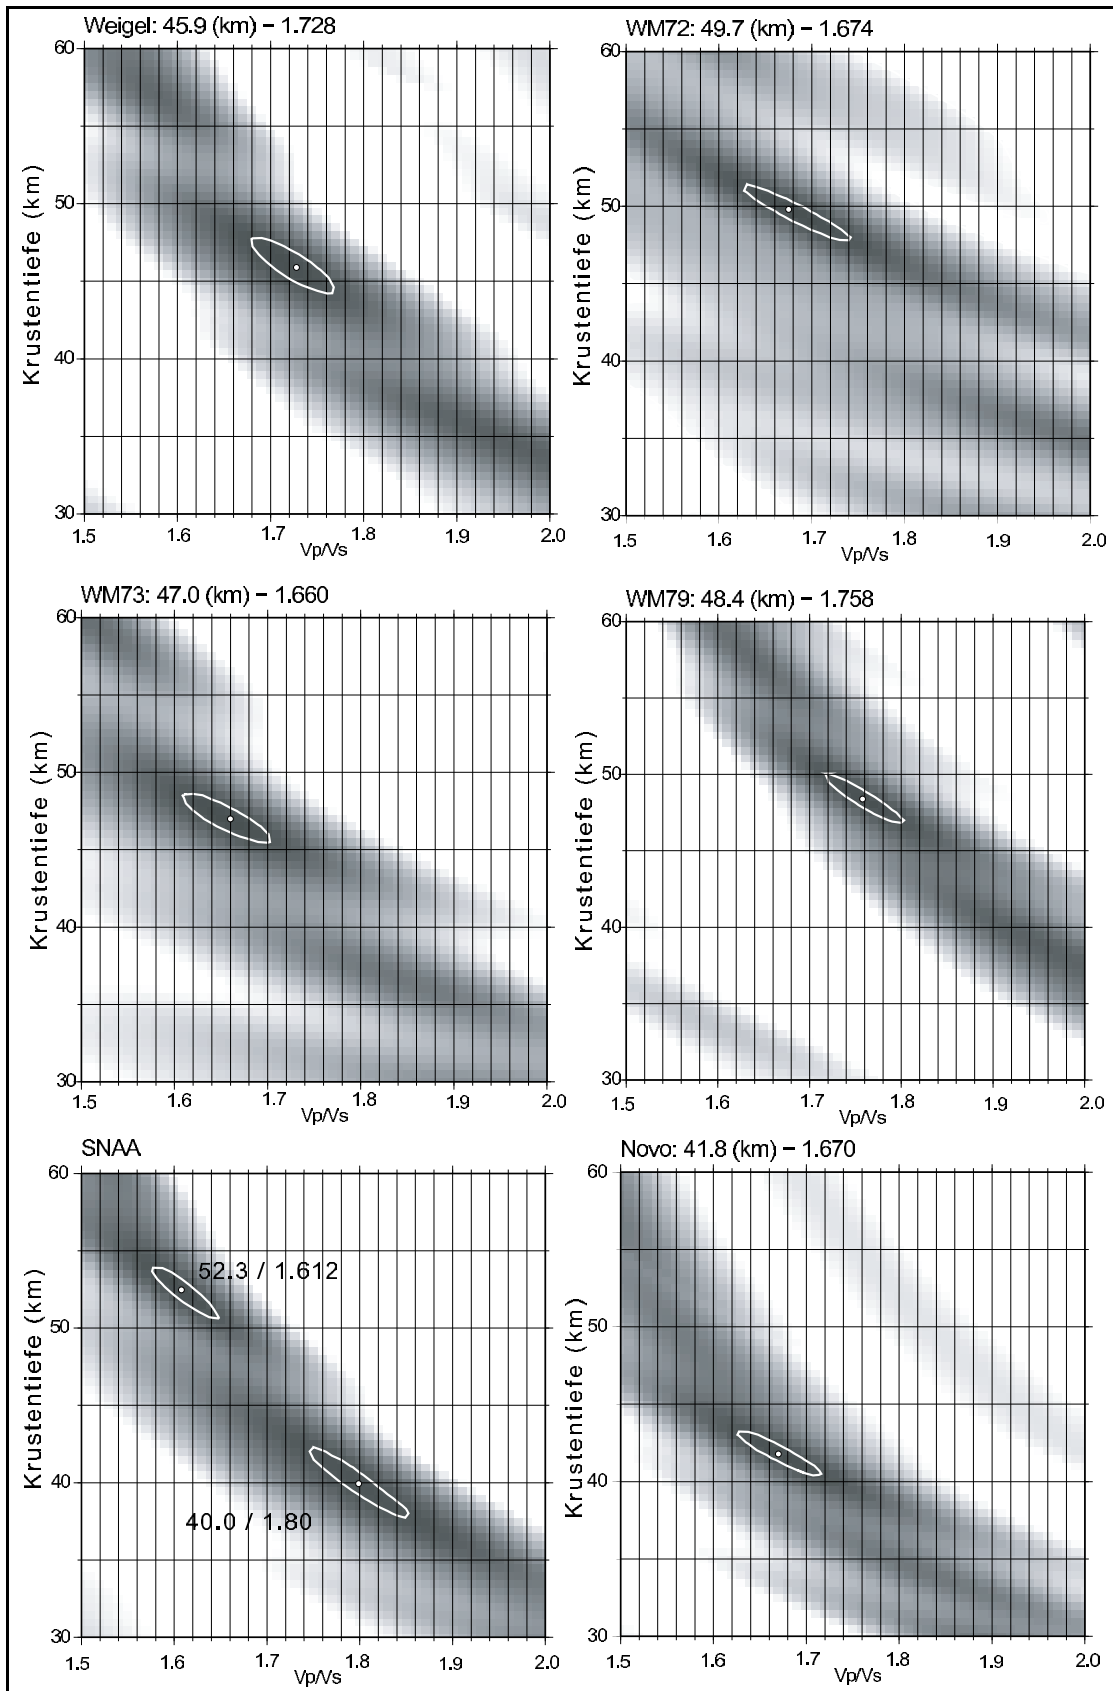 Weigel: 45.9 (km) – 1.728
60
50
40
30
Krustentiefe (km)
1.5 1.6 1.7 1.8 1.9 2.0
Vp/Vs
WM72: 49.7 (km) – 1.674
60
50
40
30
Krustentiefe (km)
1.5 1.6 1.7 1.8 1.9 2.0
Vp/Vs
WM73: 47.0 (km) – 1.660
60
50
40
30
Krustentiefe (km)
1.5 1.6 1.7 1.8 1.9 2.0
Vp/Vs
WM79: 48.4 (km) – 1.758
60
50
40
30
Krustentiefe (km)
1.5 1.6 1.7 1.8 1.9 2.0
Vp/Vs
SNAA
60
50
40
30
Krustentiefe (km)
52.3 / 1.612
40.0 / 1.80
1.5 1.6 1.7 1.8 1.9 2.0
Vp/Vs
Novo: 41.8 (km) – 1.670
60
50
40
30
Krustentiefe (km)
1.5 1.6 1.7 1.8 1.9 2.0
Vp/Vs